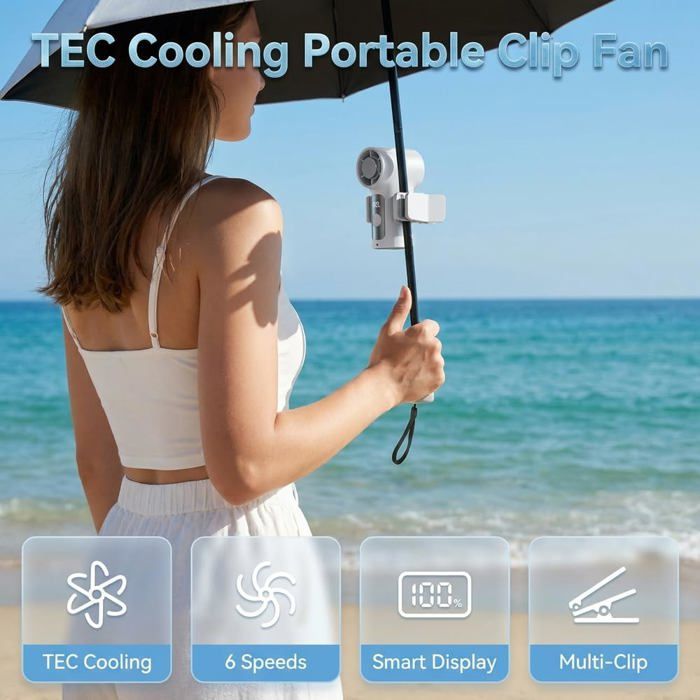 TEC Cooling Portable Clip Fan
100%
TEC Cooling
6 Speeds
Smart Display
Multi-Clip